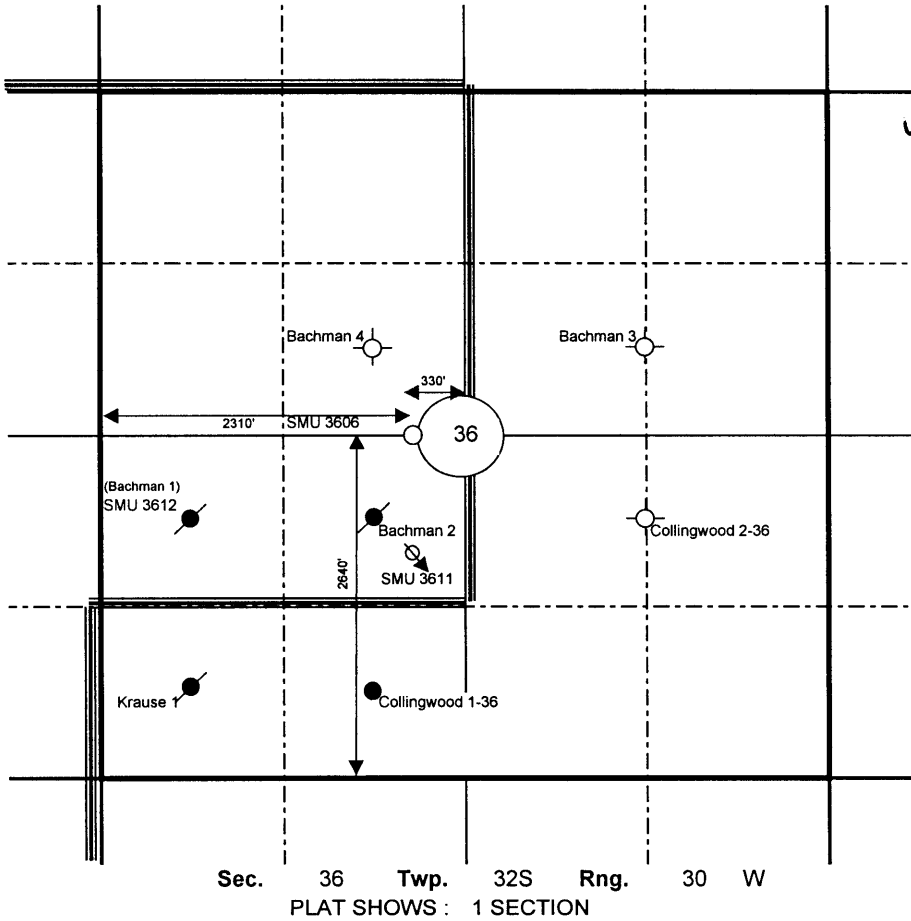 Bachman 4
Bachman 3
330'
2310'
SMU 3606
36
(Bachman 1)
SMU 3612
Bachman 2
Collingwood 2-36
2640'
SMU 3611
Krause 1
Collingwood 1-36
Sec. 36 Twp. 32S Rng. 30 W
PLAT SHOWS : 1 SECTION